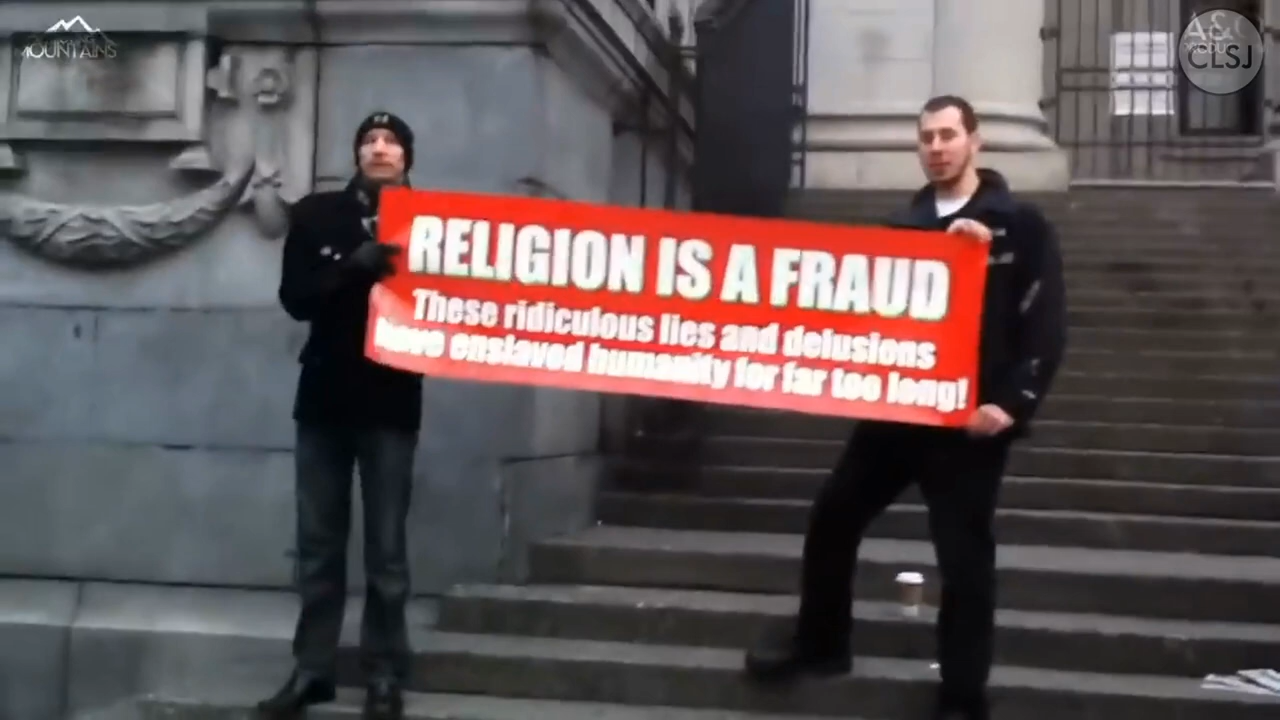 MOUNTAINS
CLSJ
RELIGION IS A FRAUD
These ridiculous lies and delusions
have enslaved humanity for far too long!